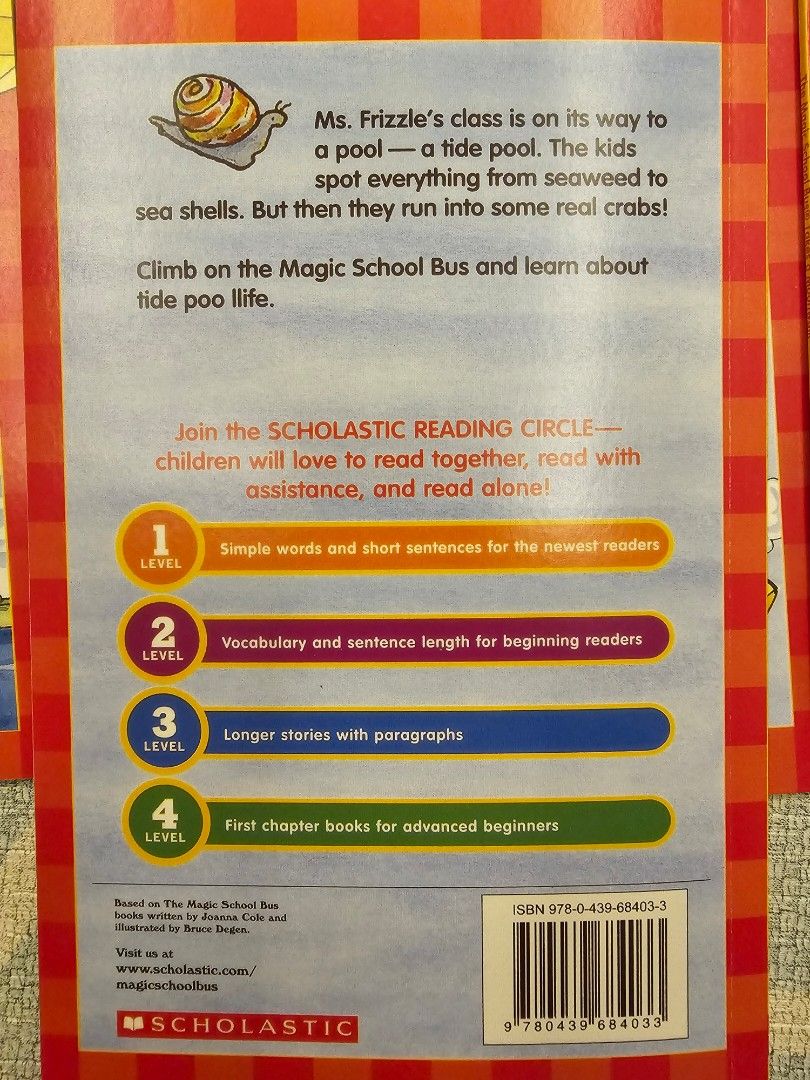 Ms. Frizzle's class is on its way to
a pool — a tide pool. The kids
spot everything from seaweed to
sea shells. But then they run into some real crabs!
Climb on the Magic School Bus and learn about
tide poo llife.
Join the SCHOLASTIC READING CIRCLE—
children will love to read together, read with
assistance, and read alone!
1
LEVEL
Simple words and short sentences for the newest readers
2
LEVEL
Vocabulary and sentence length for beginning readers
3
LEVEL
Longer stories with paragraphs
4
LEVEL
First chapter books for advanced beginners
Based on The Magic School Bus
books written by Joanna Cole and
illustrated by Bruce Degen.
Visit us at
www.scholastic.com/
magicschoolbus
SCHOLASTIC
ISBN 978-0-439-68403-3
9 780439 684033